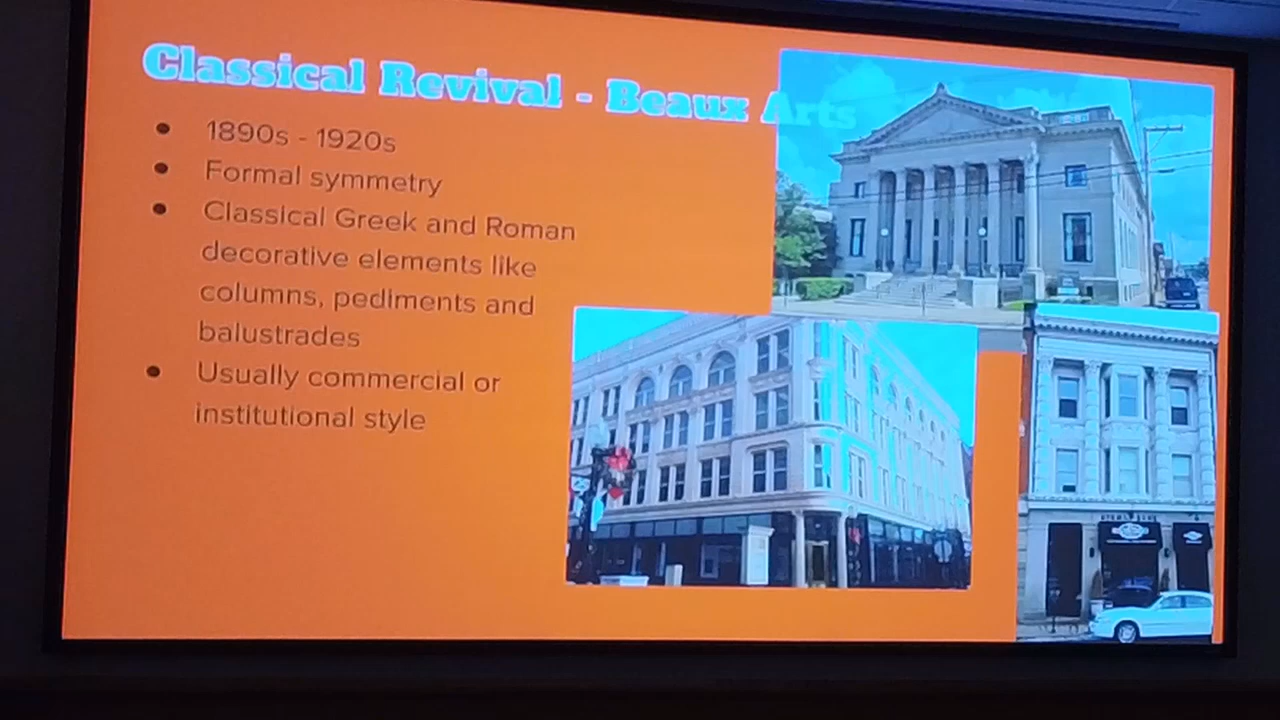 Classical Revival - Beaux Arts
1890s - 1920s
Formal symmetry
Classical Greek and Roman
decorative elements like
columns, pediments and
balustrades
Usually commercial or
institutional style